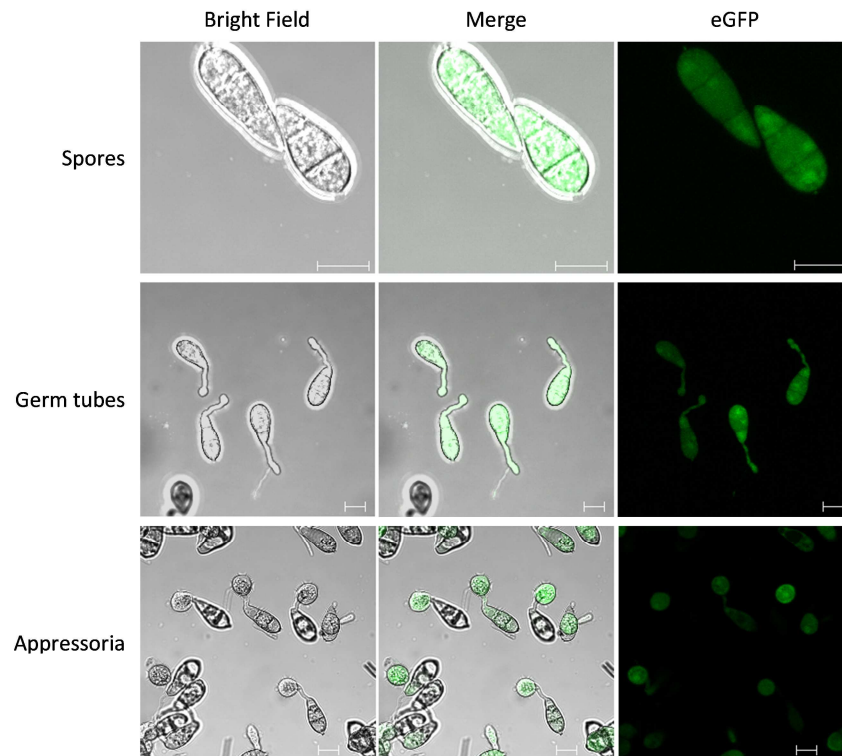 Bright Field
Merge
eGFP
Spores
Germ tubes
Appressoria